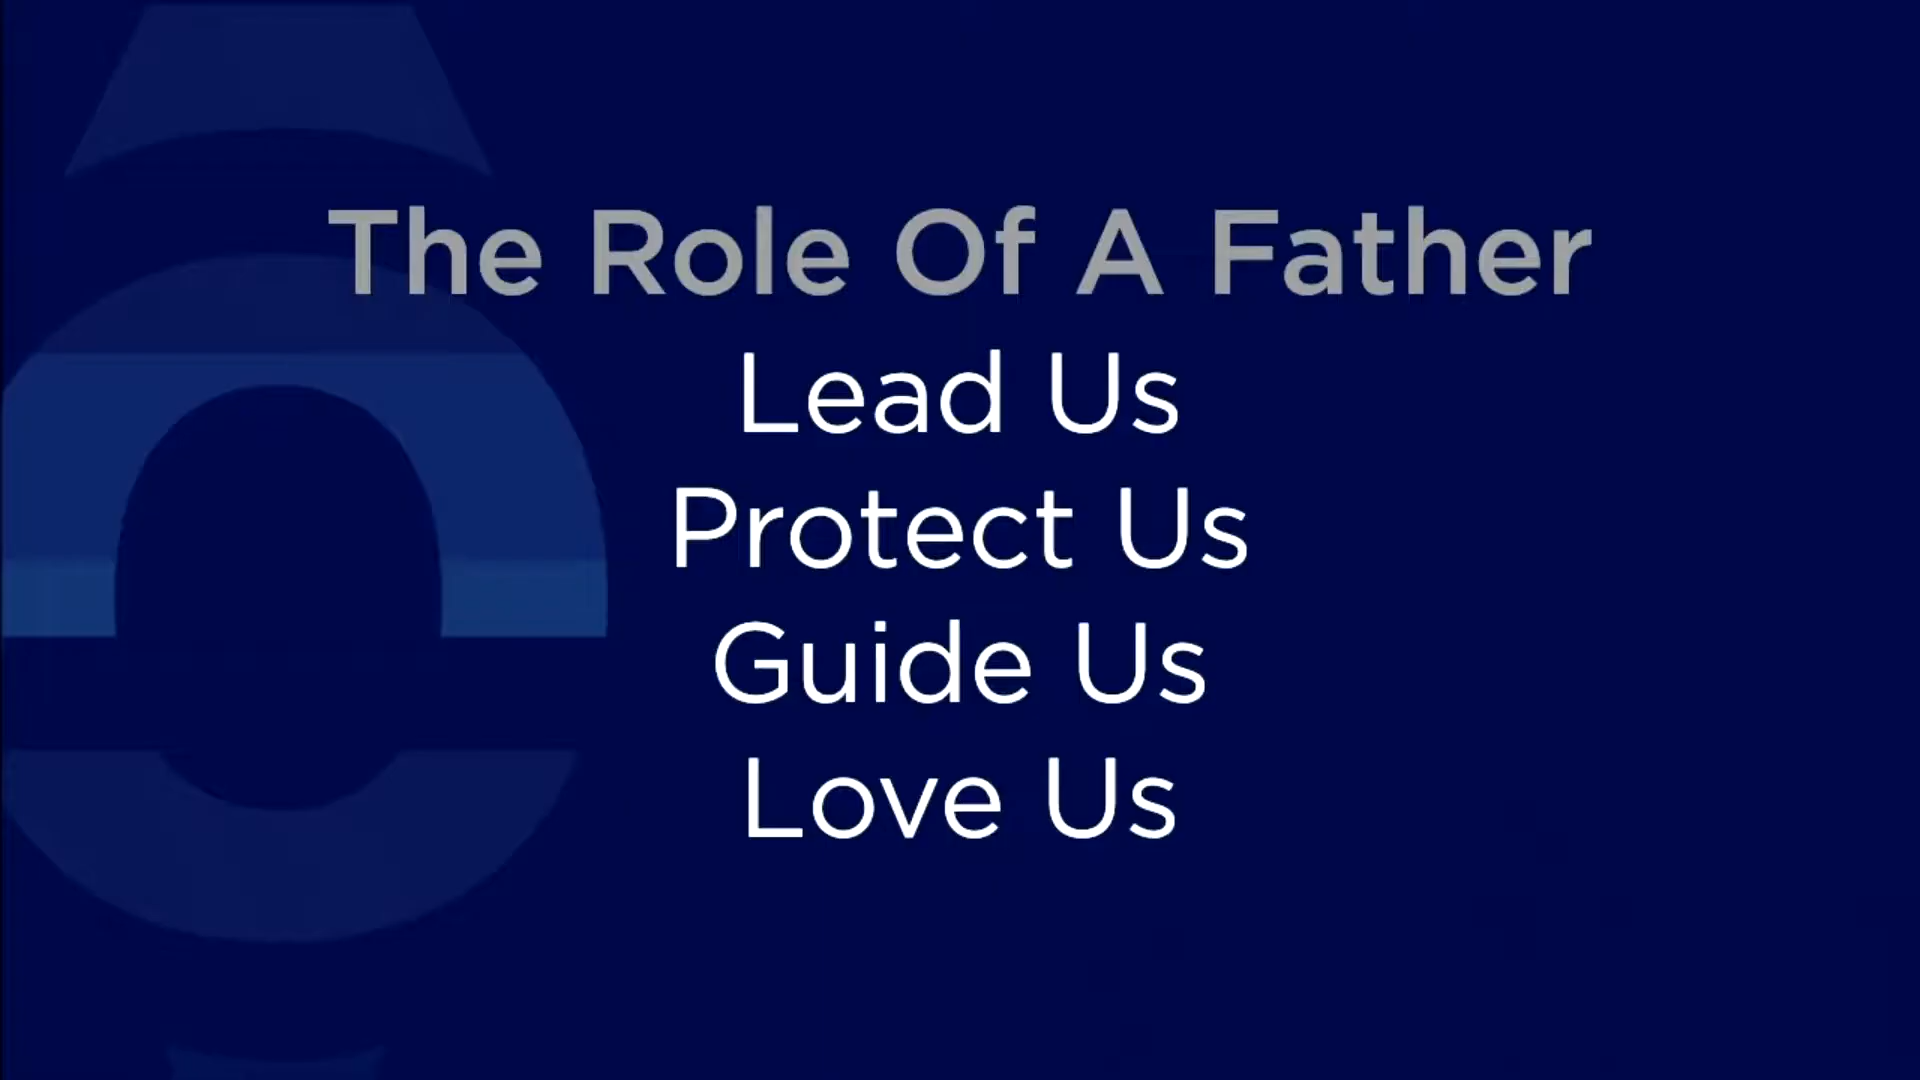 The Role Of A Father
Lead Us
Protect Us
Guide Us
Love Us